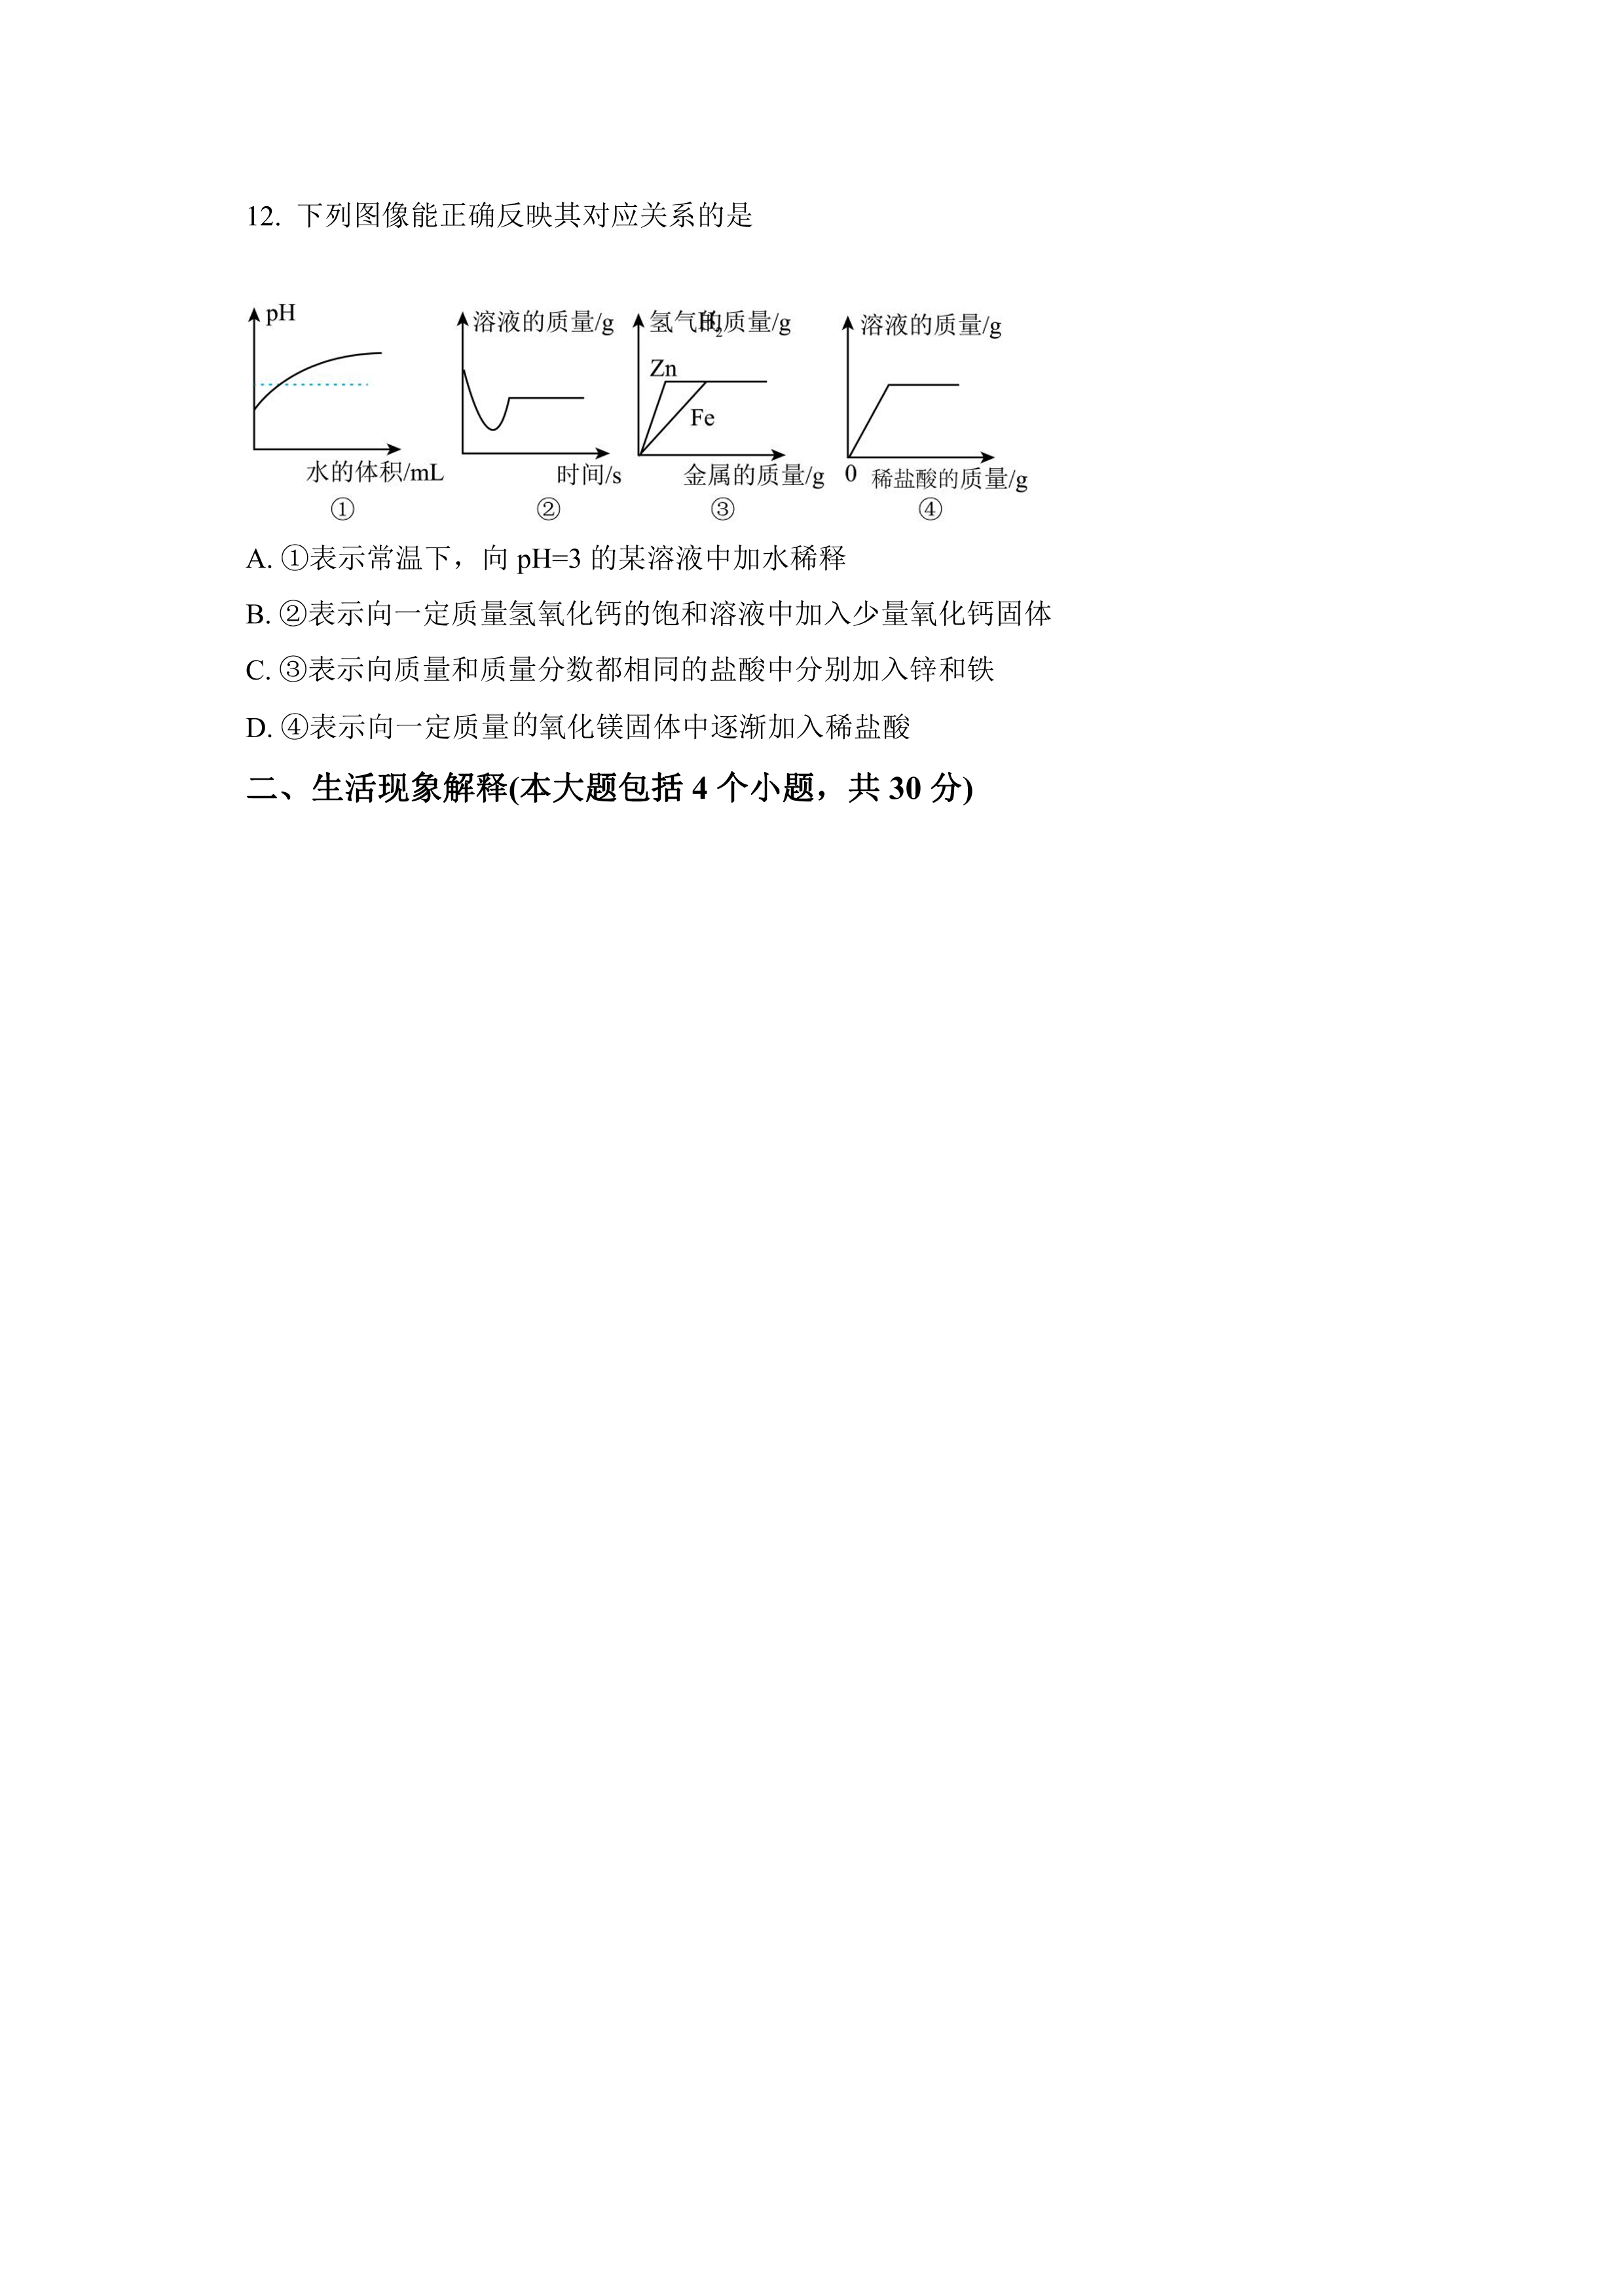 12. 下列图像能正确反映其对应关系的是
pH
水的体积/mL
①
溶液的质量/g
时间/s
②
氢气的质量/g
H2
Zn
Fe
金属的质量/g
③
溶液的质量/g
0
稀盐酸的质量/g
④
A. ①表示常温下，向 pH=3 的某溶液中加水稀释
B. ②表示向一定质量氢氧化钙的饱和溶液中加入少量氧化钙固体
C. ③表示向质量和质量分数都相同的盐酸中分别加入锌和铁
D. ④表示向一定质量的氧化镁固体中逐渐加入稀盐酸
二、生活现象解释(本大题包括 4 个小题，共 30 分)